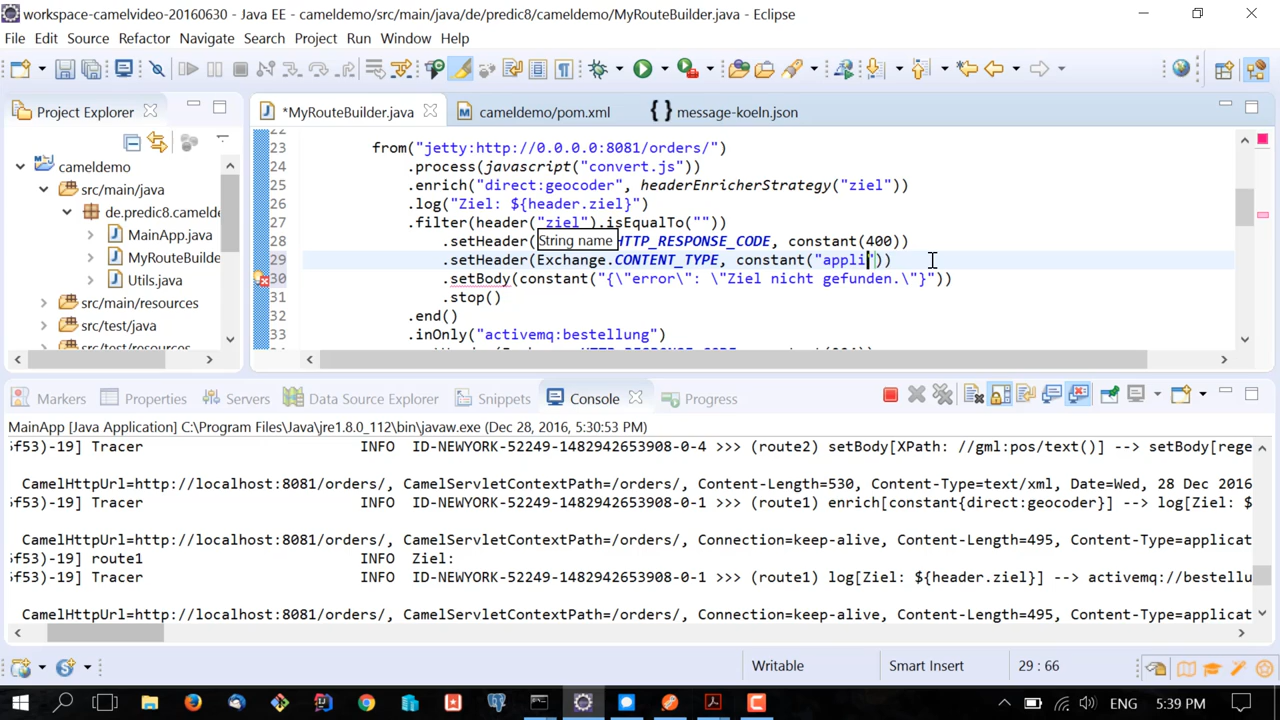 workspace-camelvideo-20160630 - Java EE - cameldemo/src/main/java/de/predic8/cameldemo/MyRouteBuilder.java - Eclipse
File Edit Source Refactor Navigate Search Project Run Window Help
Project Explorer
*MyRouteBuilder.java cameldemo/pom.xml message-koeln.json
cameldemo
src/main/java
de.predic8.cameldem
MainApp.java
MyRouteBuilde
Utils.java
src/main/resources
src/test/java
src/test/resources
22
23 from("jetty:http://0.0.0.0:8081/orders/")
24 .process(javascript("convert.js"))
25 .enrich("direct:geocoder", headerEnricherStrategy("ziel"))
26 .log("Ziel: ${header.ziel}")
27 .filter(header("ziel").isEqualTo(""))
28 .setHeader( HTTP_RESPONSE_CODE, constant(400))
String name
29 .setHeader(Exchange.CONTENT_TYPE, constant("appli"))
30 .setBody(constant("{\"error\": \"Ziel nicht gefunden.\"}"))
31 .stop()
32 .end()
33 .inOnly("activemq:bestellung")
Markers Properties Servers Data Source Explorer Snippets Console Progress
MainApp [Java Application] C:\Program Files\Java\jre1.8.0_112\bin\javaw.exe (Dec 28, 2016, 5:30:53 PM)
5f53)-19] Tracer INFO ID-NEWYORK-52249-1482942653908-0-4 >>> (route2) setBody[XPath: //gml:pos/text()] --> setBody[rege
CamelHttpUrl=http://localhost:8081/orders/, CamelServletContextPath=/orders/, Content-Length=530, Content-Type=text/xml, Date=Wed, 28 Dec 2016
5f53)-19] Tracer INFO ID-NEWYORK-52249-1482942653908-0-1 >>> (route1) enrich[constant{direct:geocoder}] --> log[Ziel: $
CamelHttpUrl=http://localhost:8081/orders/, CamelServletContextPath=/orders/, Connection=keep-alive, Content-Length=495, Content-Type=applicat
5f53)-19] route1 INFO Ziel:
5f53)-19] Tracer INFO ID-NEWYORK-52249-1482942653908-0-1 >>> (route1) log[Ziel: ${header.ziel}] --> activemq://bestellu
CamelHttpUrl=http://localhost:8081/orders/, CamelServletContextPath=/orders/, Connection=keep-alive, Content-Length=495, Content-Type=applicat
Writable Smart Insert 29 : 66
ENG 5:39 PM